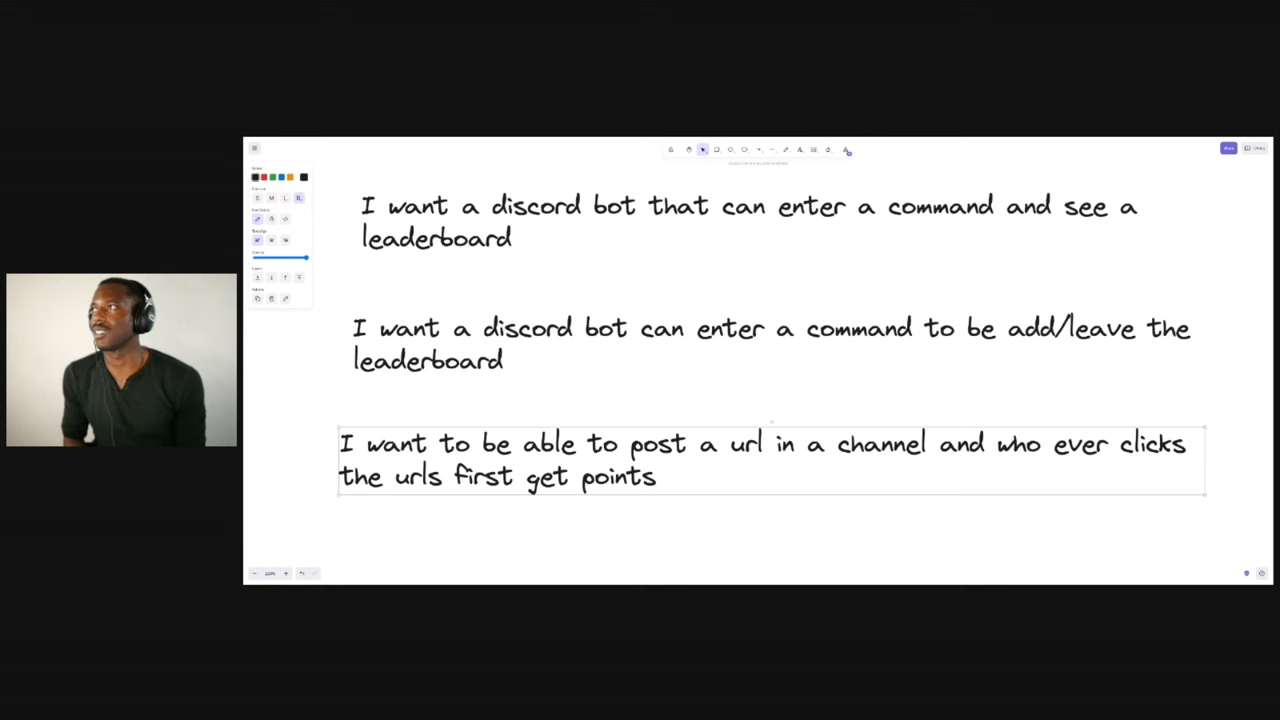 I want a discord bot that can enter a command and see a
leaderboard
I want a discord bot can enter a command to be add/leave the
leaderboard
I want to be able to post a url in a channel and who ever clicks
the urls first get points